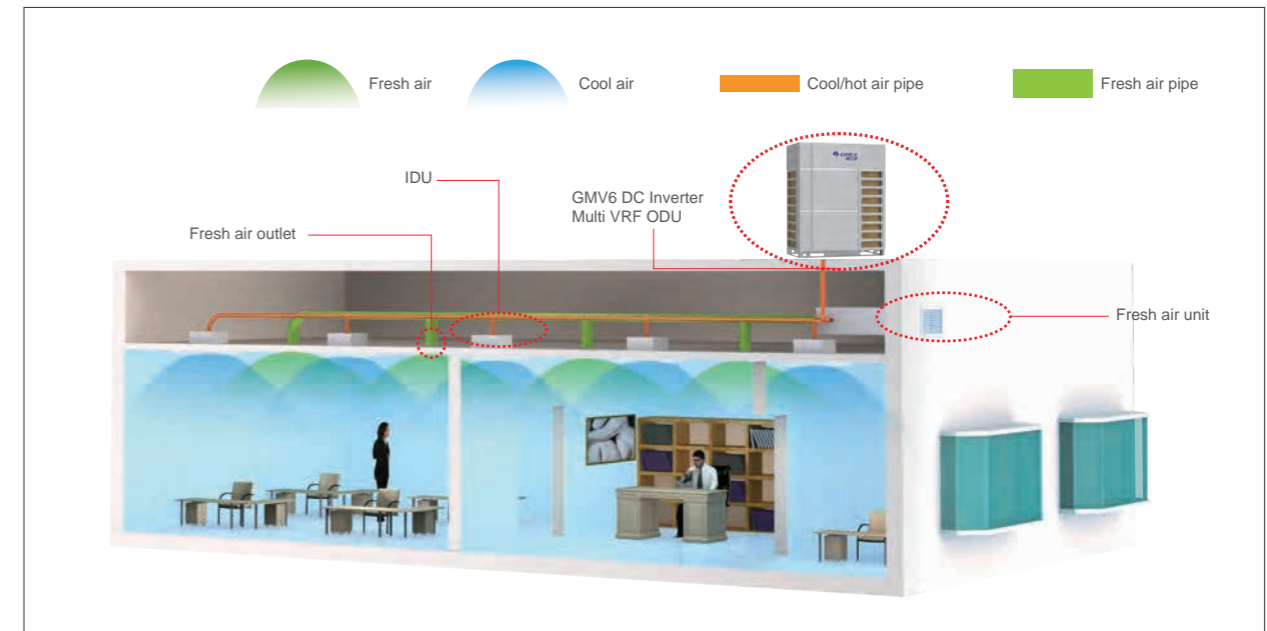 Fresh air
Cool air
Cool/hot air pipe
Fresh air pipe
GREE
IDU
GMV6 DC Inverter
Multi VRF ODU
Fresh air outlet
Fresh air unit